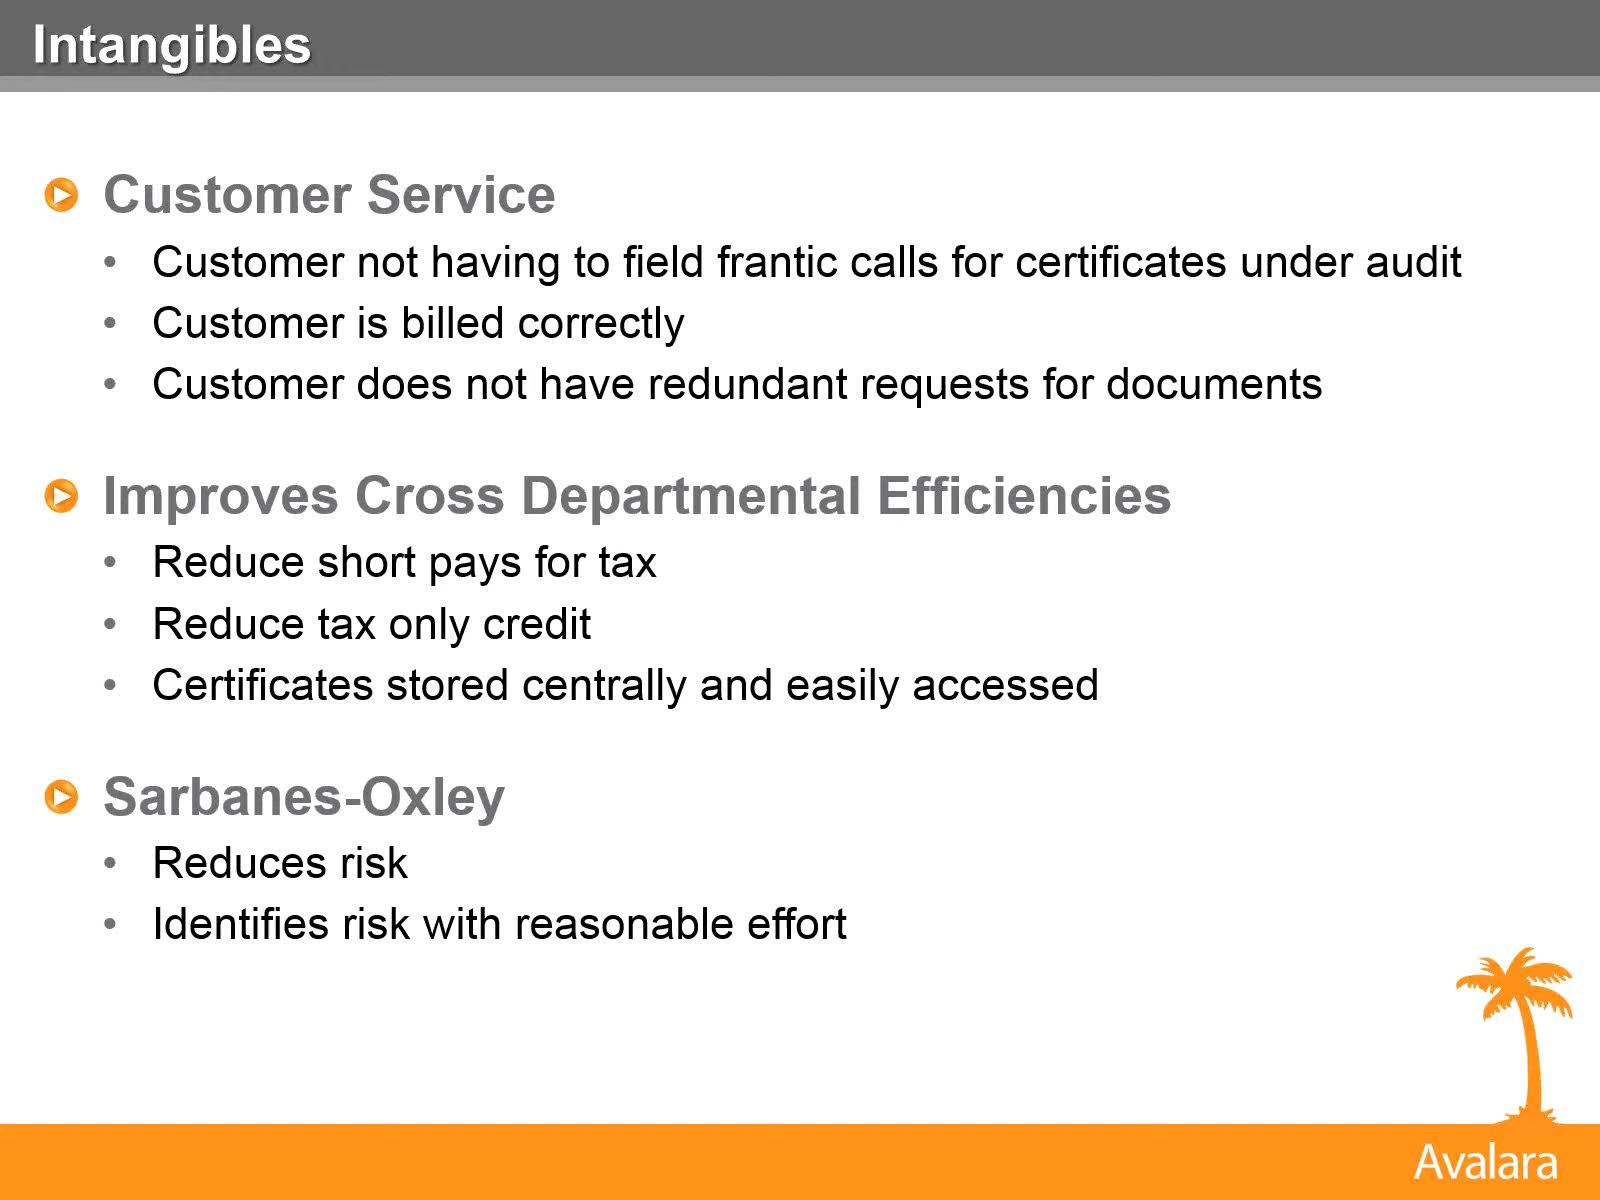 Intangibles
Customer Service
• Customer not having to field frantic calls for certificates under audit
• Customer is billed correctly
• Customer does not have redundant requests for documents
Improves Cross Departmental Efficiencies
• Reduce short pays for tax
• Reduce tax only credit
• Certificates stored centrally and easily accessed
Sarbanes-Oxley
• Reduces risk
• Identifies risk with reasonable effort
Avalara